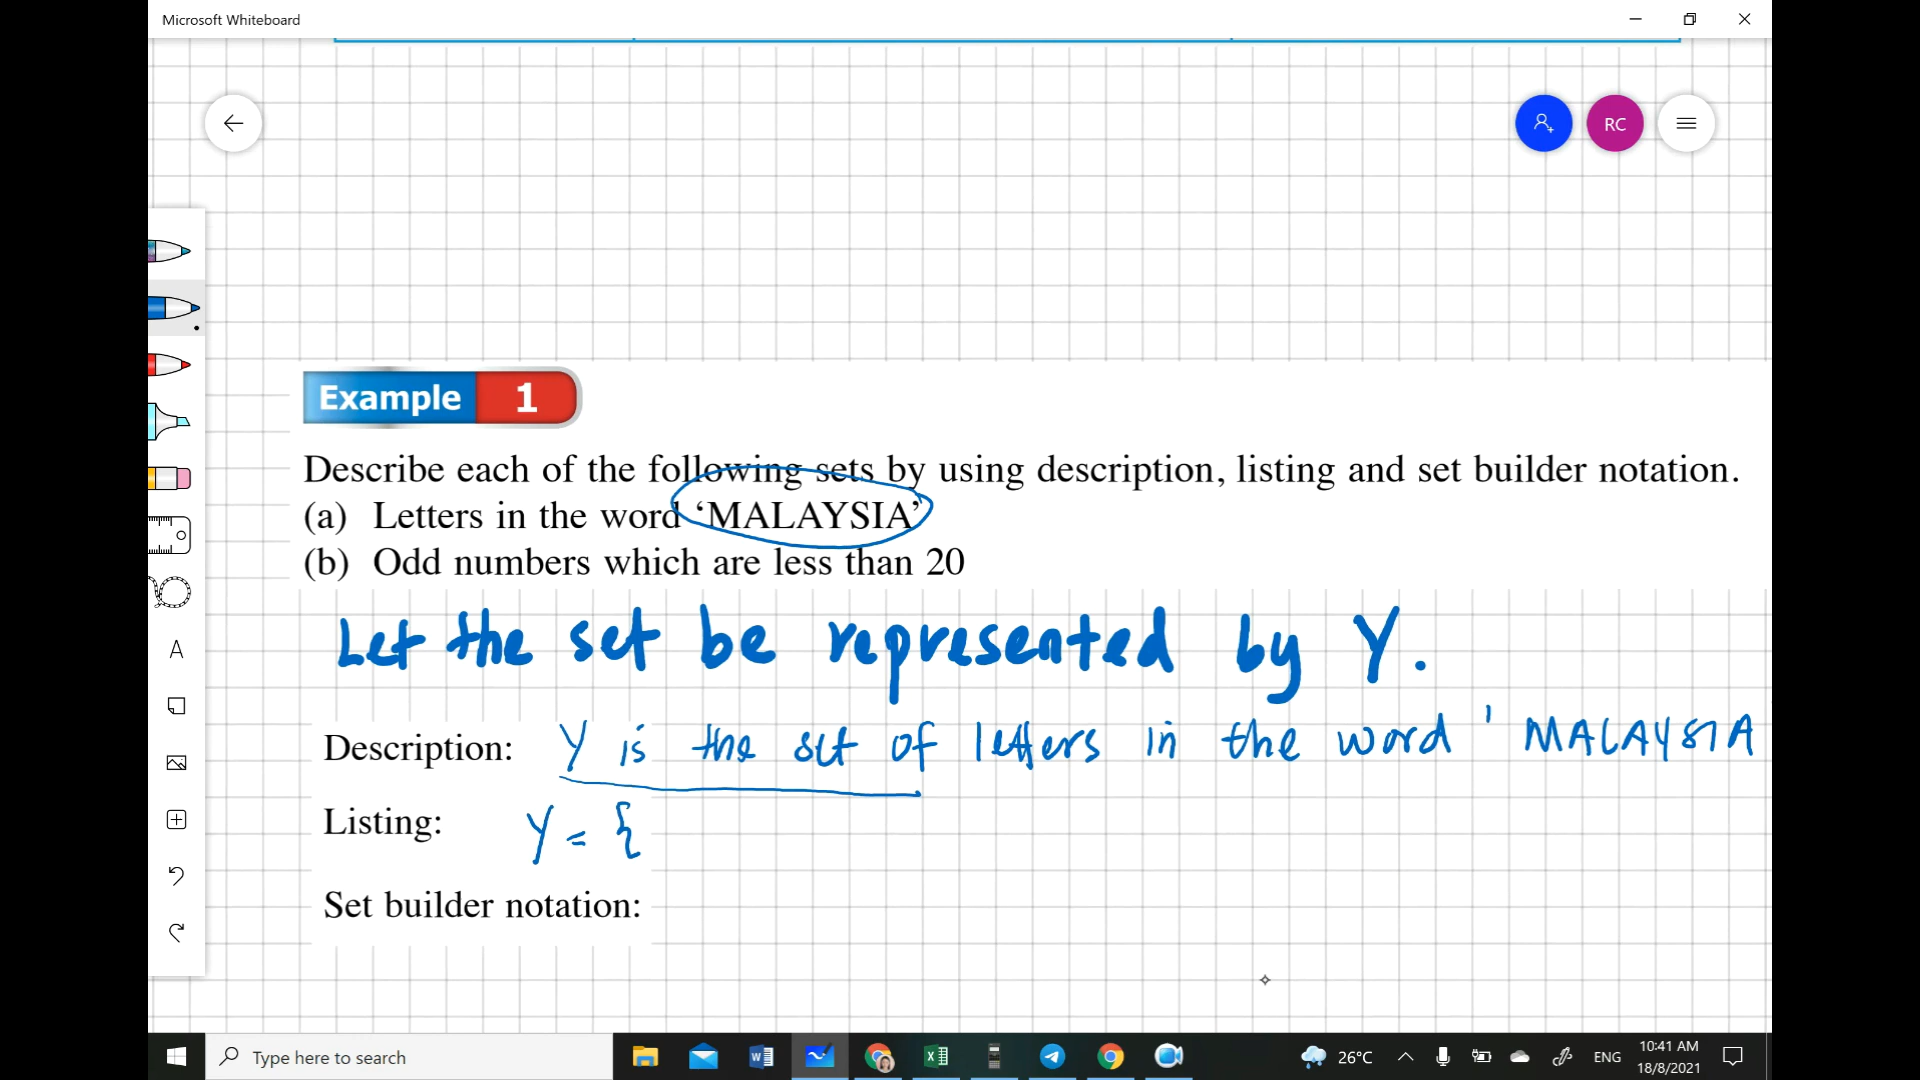 Microsoft Whiteboard
RC
Example 1
Describe each of the following sets by using description, listing and set builder notation.
(a) Letters in the word ‘MALAYSIA’
(b) Odd numbers which are less than 20
Let the set be represented by Y.
Description: Y is the set of letters in the word ' MALAYSIA
Listing: Y = {
Set builder notation:
A
Type here to search
26°C
ENG
10:41 AM
18/8/2021